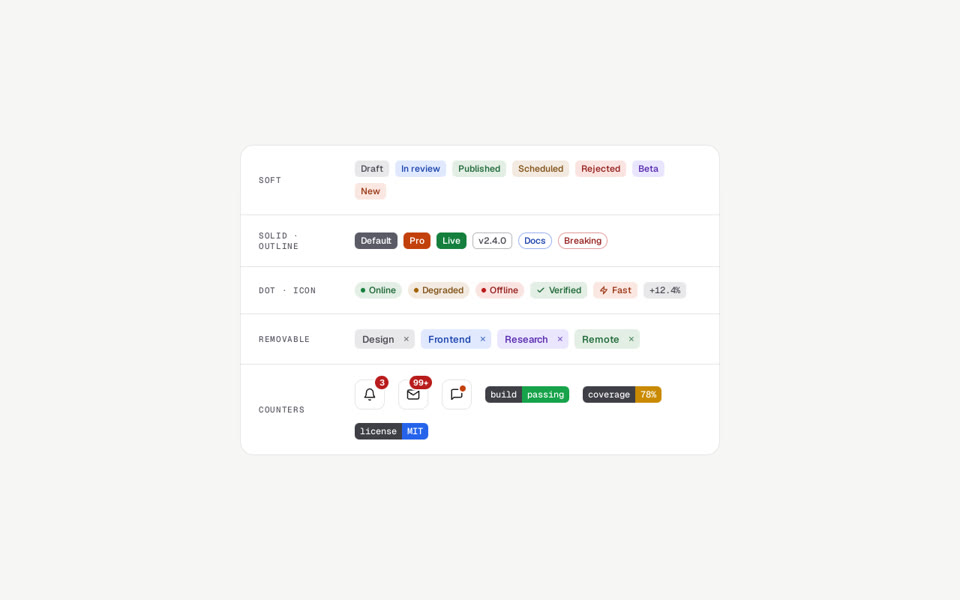 SOFT
Draft In review Published Scheduled Rejected Beta
New
SOLID ·
OUTLINE
Default Pro Live v2.4.0 Docs Breaking
DOT · ICON
Online Degraded Offline Verified Fast +12.4%
REMOVABLE
Design × Frontend × Research × Remote ×
COUNTERS
3 99+ build passing coverage 78%
license MIT